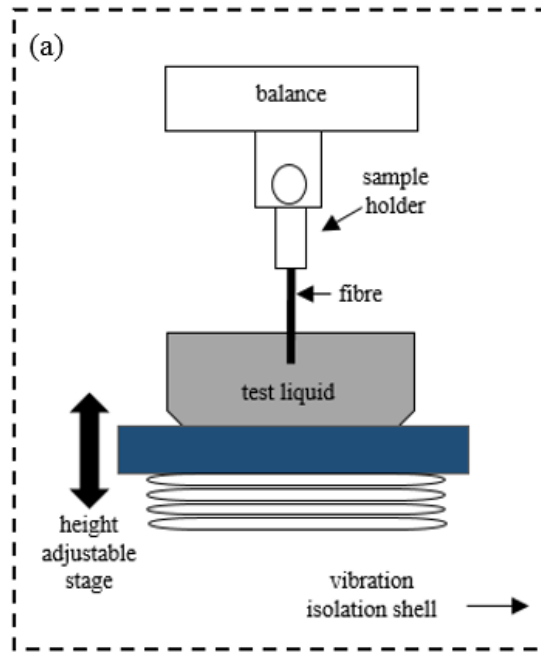 (a)
balance
sample
holder
fibre
test liquid
height
adjustable
stage
vibration
isolation shell